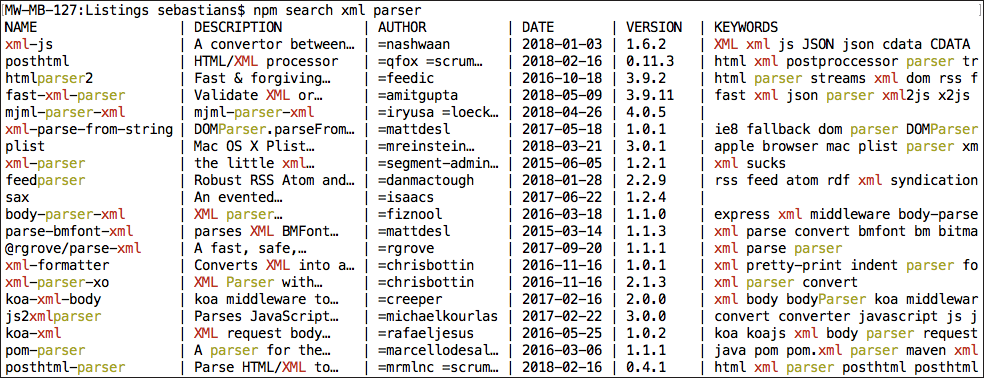 [MW-MB-127:Listings sebastians$ npm search xml parser ]
NAME | DESCRIPTION | AUTHOR | DATE | VERSION | KEYWORDS
xml-js | A convertor between… | =nashwaan | 2018-01-03 | 1.6.2 | XML xml js JSON json cdata CDATA
posthtml | HTML/XML processor | =qfox =scrum… | 2018-02-16 | 0.11.3 | html xml postproccessor parser tr
htmlparser2 | Fast & forgiving… | =feedic | 2016-10-18 | 3.9.2 | html parser streams xml dom rss f
fast-xml-parser | Validate XML or… | =amitgupta | 2018-05-09 | 3.9.11 | fast xml json parser xml2js x2js
mjml-parser-xml | mjml-parser-xml | =iryusa =loeck… | 2018-04-26 | 4.0.5 |
xml-parse-from-string | DOMParser.parseFrom… | =mattdesl | 2017-05-18 | 1.0.1 | ie8 fallback dom parser DOMParser
plist | Mac OS X Plist… | =mreinstein… | 2018-03-21 | 3.0.1 | apple browser mac plist parser xm
xml-parser | the little xml… | =segment-admin… | 2015-06-05 | 1.2.1 | xml sucks
feedparser | Robust RSS Atom and… | =danmactough | 2018-01-28 | 2.2.9 | rss feed atom rdf xml syndication
sax | An evented… | =isaacs | 2017-06-22 | 1.2.4 |
body-parser-xml | XML parser… | =fiznool | 2016-03-18 | 1.1.0 | express xml middleware body-parse
parse-bmfont-xml | parses XML BMFont… | =mattdesl | 2015-03-14 | 1.1.3 | xml parse convert bmfont bm bitma
@rgrove/parse-xml | A fast, safe,… | =rgrove | 2017-09-20 | 1.1.1 | xml parse parser
xml-formatter | Converts XML into a… | =chrisbottin | 2016-11-16 | 1.0.1 | xml pretty-print indent parser fo
xml-parser-xo | XML Parser with… | =chrisbottin | 2016-11-16 | 2.1.3 | xml parser convert
koa-xml-body | koa middleware to… | =creeper | 2017-02-16 | 2.0.0 | xml body bodyParser koa middlewar
js2xmlparser | Parses JavaScript… | =michaelkourlas | 2017-02-22 | 3.0.0 | convert converter javascript js j
koa-xml | XML request body… | =rafaeljesus | 2016-05-25 | 1.0.2 | koa koajs xml body parser request
pom-parser | A parser for the… | =marcellodesal… | 2016-03-06 | 1.1.1 | java pom pom.xml parser maven xml
posthtml-parser | Parse HTML/XML to… | =mrmlnc =scrum… | 2018-02-16 | 0.4.1 | html xml parser posthtml posthtml